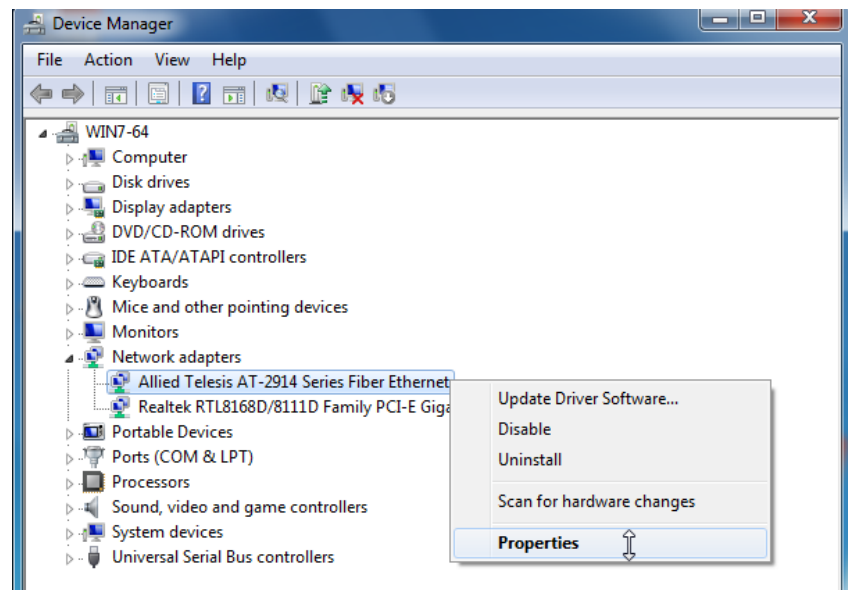 Device Manager
File Action View Help
WIN7-64
Computer
Disk drives
Display adapters
DVD/CD-ROM drives
IDE ATA/ATAPI controllers
Keyboards
Mice and other pointing devices
Monitors
Network adapters
Allied Telesis AT-2914 Series Fiber Ethernet
Realtek RTL8168D/8111D Family PCI-E Giga
Portable Devices
Ports (COM & LPT)
Processors
Sound, video and game controllers
System devices
Universal Serial Bus controllers
Update Driver Software...
Disable
Uninstall
Scan for hardware changes
Properties